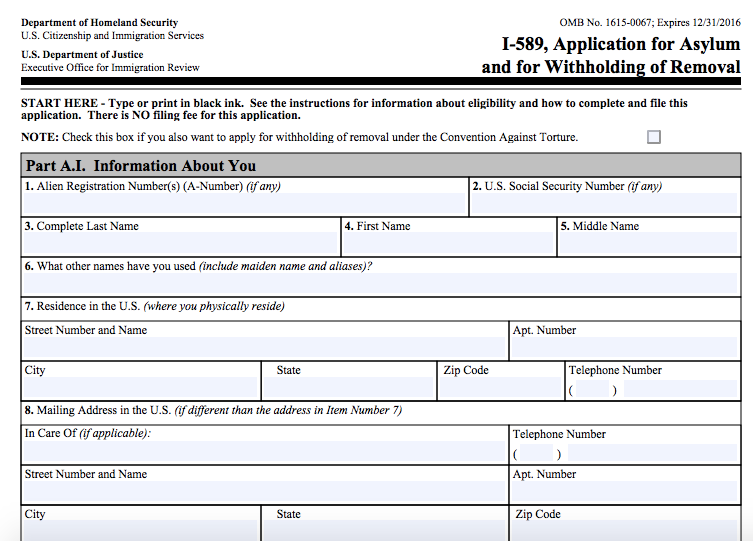 Department of Homeland Security
U.S. Citizenship and Immigration Services
U.S. Department of Justice
Executive Office for Immigration Review
OMB No. 1615-0067; Expires 12/31/2016
I-589, Application for Asylum
and for Withholding of Removal
START HERE - Type or print in black ink. See the instructions for information about eligibility and how to complete and file this
application. There is NO filing fee for this application.
NOTE: Check this box if you also want to apply for withholding of removal under the Convention Against Torture.
Part A.I. Information About You
1. Alien Registration Number(s) (A-Number) (if any)
2. U.S. Social Security Number (if any)
3. Complete Last Name
4. First Name
5. Middle Name
6. What other names have you used (include maiden name and aliases)?
7. Residence in the U.S. (where you physically reside)
Street Number and Name
Apt. Number
City
State
Zip Code
Telephone Number
( )
8. Mailing Address in the U.S. (if different than the address in Item Number 7)
In Care Of (if applicable):
Telephone Number
( )
Street Number and Name
Apt. Number
City
State
Zip Code